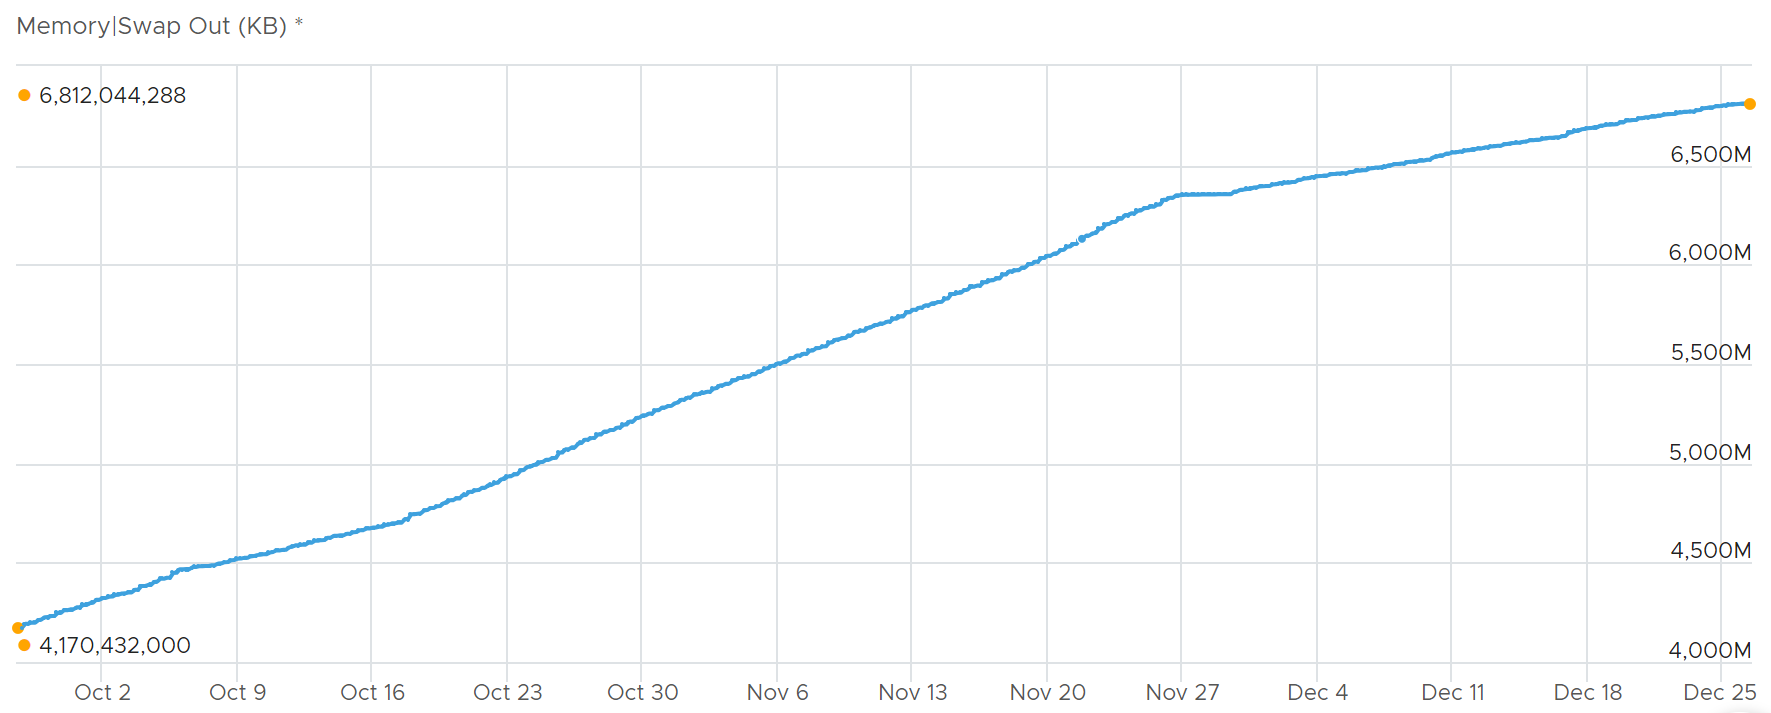 Memory|Swap Out (KB) *
6,812,044,288
6,500M
6,000M
5,500M
5,000M
4,500M
4,170,432,000
4,000M
Oct 2 Oct 9 Oct 16 Oct 23 Oct 30 Nov 6 Nov 13 Nov 20 Nov 27 Dec 4 Dec 11 Dec 18 Dec 25